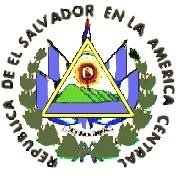 REPUBLICA DE EL SALVADOR EN LA AMERICA CENTRAL